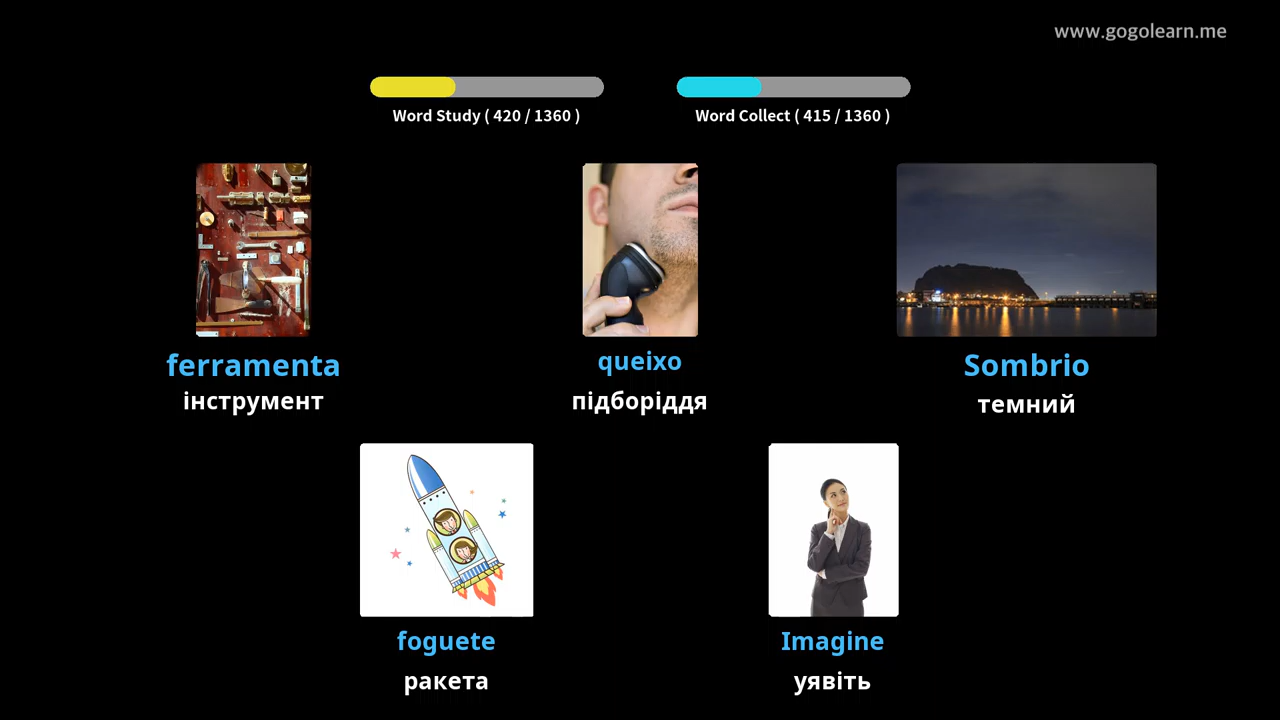 www.gogolearn.me
Word Study ( 420 / 1360 )
Word Collect ( 415 / 1360 )
ferramenta
інструмент
queixo
підборіддя
Sombrio
темний
foguete
ракета
Imagine
уявіть